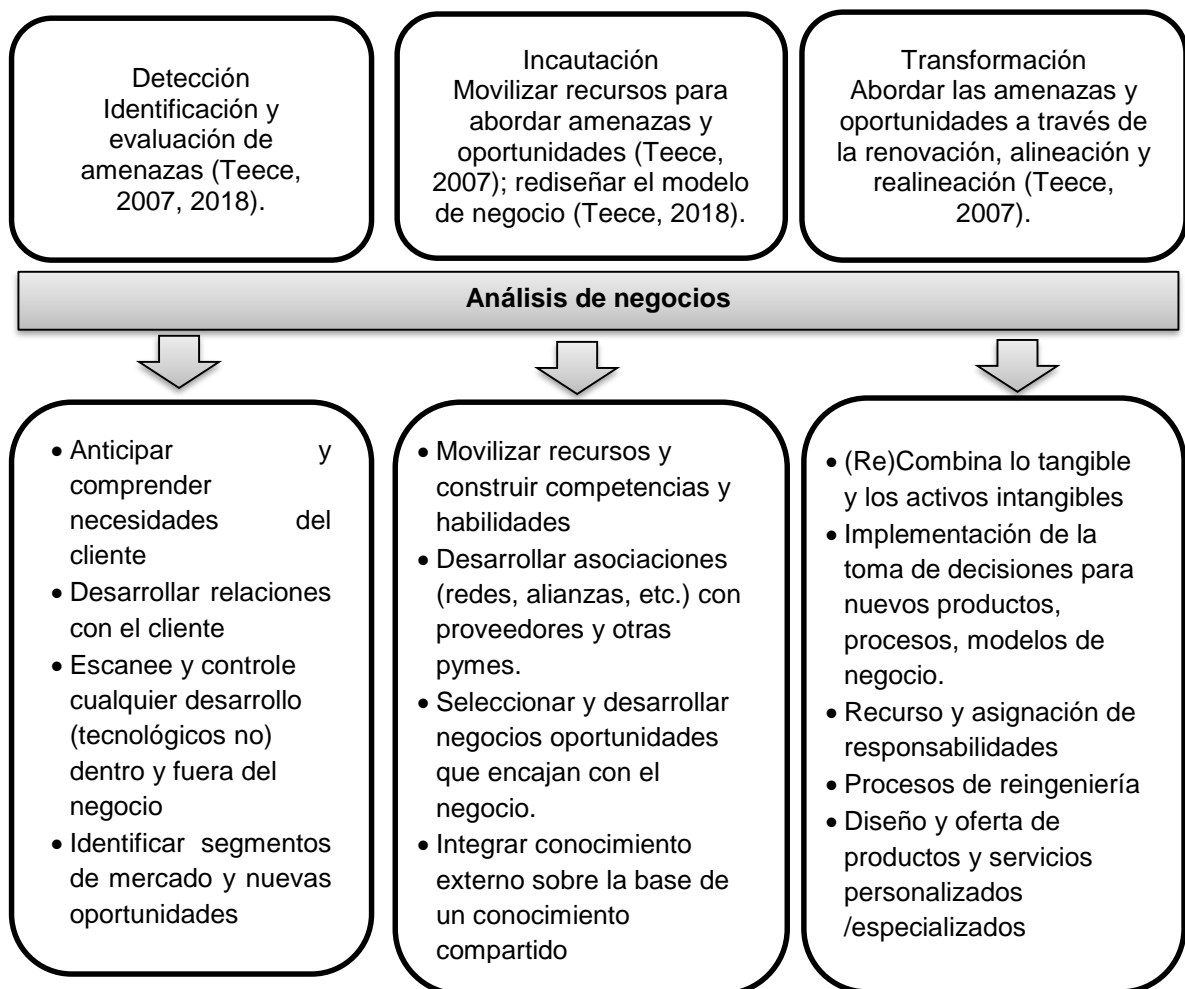 Detección
Identificación y
evaluación de
amenazas (Teece,
2007, 2018).
Incautación
Movilizar recursos para
abordar amenazas y
oportunidades (Teece,
2007); rediseñar el modelo
de negocio (Teece, 2018).
Transformación
Abordar las amenazas y
oportunidades a través de
la renovación, alineación y
realineación (Teece,
2007).
Análisis de negocios
• Anticipar y
comprender
necesidades del
cliente
• Desarrollar relaciones
con el cliente
• Escanee y controle
cualquier desarrollo
(tecnológicos no)
dentro y fuera del
negocio
• Identificar segmentos
de mercado y nuevas
oportunidades
• Movilizar recursos y
construir competencias y
habilidades
• Desarrollar asociaciones
(redes, alianzas, etc.) con
proveedores y otras
pymes.
• Seleccionar y desarrollar
negocios oportunidades
que encajan con el
negocio.
• Integrar conocimiento
externo sobre la base de
un conocimiento
compartido
• (Re)Combina lo tangible
y los activos intangibles
• Implementación de la
toma de decisiones para
nuevos productos,
procesos, modelos de
negocio.
• Recurso y asignación de
responsabilidades
• Procesos de reingeniería
• Diseño y oferta de
productos y servicios
personalizados
/especializados